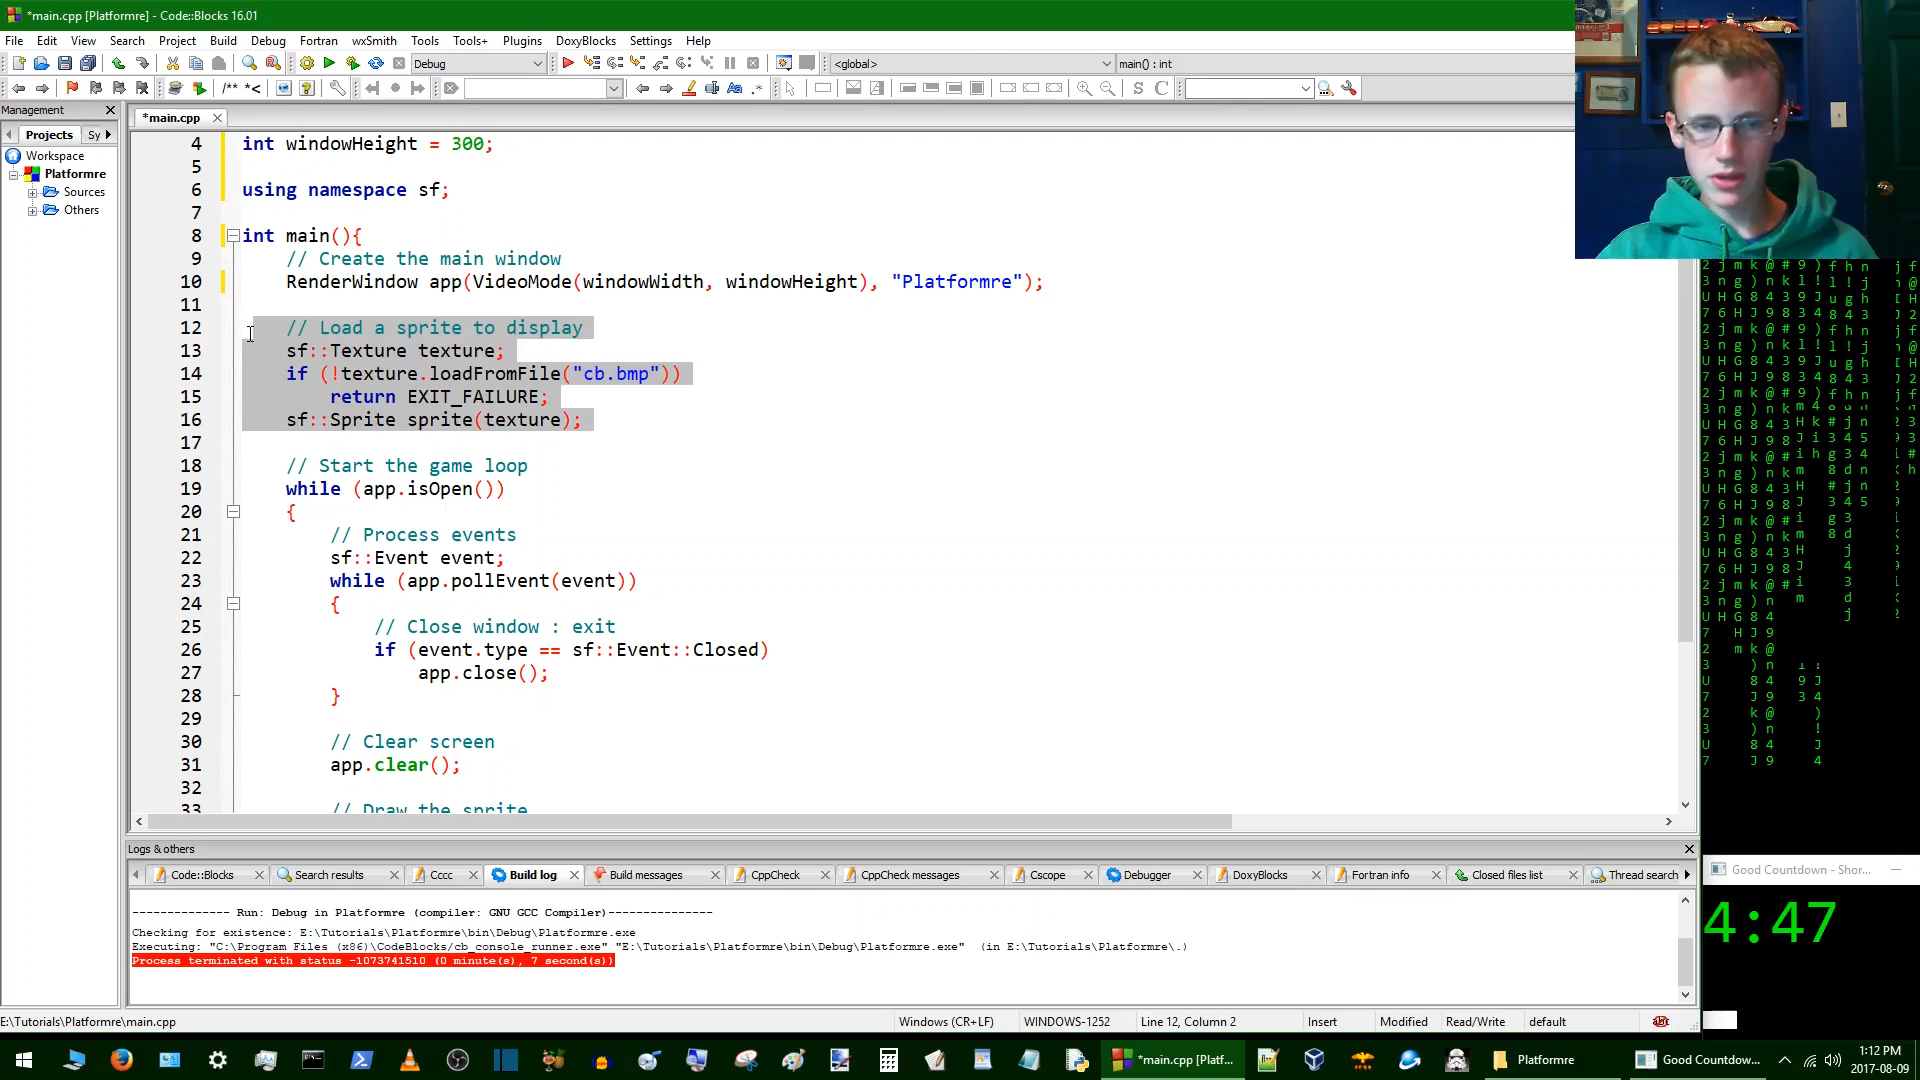 *main.cpp [Platformre] - Code::Blocks 16.01
File Edit View Search Project Build Debug Fortran wxSmith Tools Tools+ Plugins DoxyBlocks Settings Help
Debug <global> main() : int
/** *< Aa .* S C
Management
Projects Sy
*main.cpp
Workspace
Platformre
Sources
Others
4 int windowHeight = 300;
5
6 using namespace sf;
7
8 int main(){
9 // Create the main window
10 RenderWindow app(VideoMode(windowWidth, windowHeight), "Platformre");
11
12 // Load a sprite to display
13 sf::Texture texture;
14 if (!texture.loadFromFile("cb.bmp"))
15 return EXIT_FAILURE;
16 sf::Sprite sprite(texture);
17
18 // Start the game loop
19 while (app.isOpen())
20 {
21 // Process events
22 sf::Event event;
23 while (app.pollEvent(event))
24 {
25 // Close window : exit
26 if (event.type == sf::Event::Closed)
27 app.close();
28 }
29
30 // Clear screen
31 app.clear();
32
33 // Draw the sprite
Logs & others
Code::Blocks Search results Cccc Build log Build messages CppCheck CppCheck messages Cscope Debugger DoxyBlocks Fortran info Closed files list Thread search
-------------- Run: Debug in Platformre (compiler: GNU GCC Compiler)---------------
Checking for existence: E:\Tutorials\Platformre\bin\Debug\Platformre.exe
Executing: "C:\Program Files (x86)\CodeBlocks/cb_console_runner.exe" "E:\Tutorials\Platformre\bin\Debug\Platformre.exe" (in E:\Tutorials\Platformre\.)
Process terminated with status -1073741510 (0 minute(s), 7 second(s))
E:\Tutorials\Platformre\main.cpp Windows (CR+LF) WINDOWS-1252 Line 12, Column 2 Insert Modified Read/Write default
Good Countdown - Shor...
4:47
*main.cpp [Platf... Platformre Good Countdow...
1:12 PM
2017-08-09